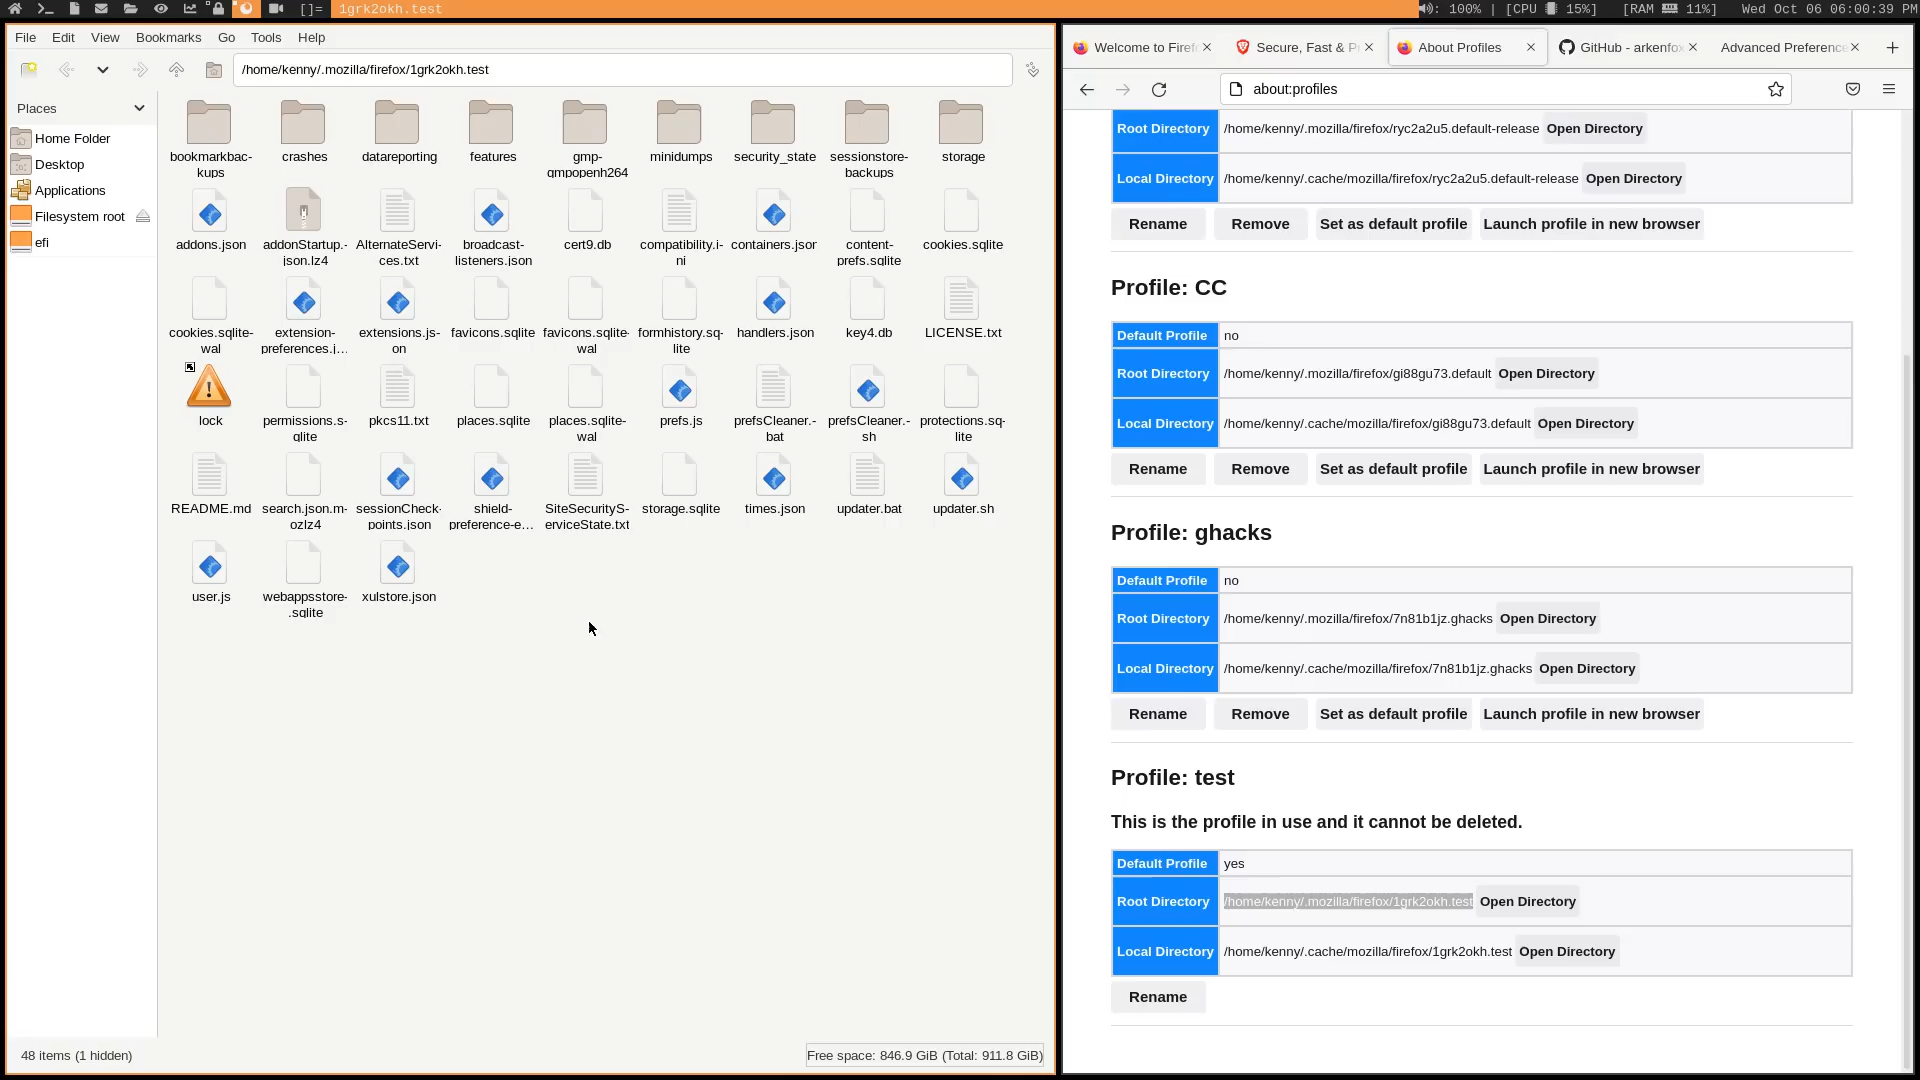 []=
1grk2okh.test
: 100% | [CPU 15%] [RAM 11%] Wed Oct 06 06:00:39 PM
File Edit View Bookmarks Go Tools Help
/home/kenny/.mozilla/firefox/1grk2okh.test
Places
Home Folder
Desktop
Applications
Filesystem root
efi
bookmarkbac-
kups
crashes
datareporting
features
gmp-
gmpopenh264
minidumps
security_state
sessionstore-
backups
storage
addons.json
addonStartup.-
json.lz4
AlternateServi-
ces.txt
broadcast-
listeners.json
cert9.db
compatibility.i-
ni
containers.json
content-
prefs.sqlite
cookies.sqlite
cookies.sqlite-
wal
extension-
preferences.j...
extensions.js-
on
favicons.sqlite
favicons.sqlite-
wal
formhistory.sq-
lite
handlers.json
key4.db
LICENSE.txt
lock
permissions.s-
qlite
pkcs11.txt
places.sqlite
places.sqlite-
wal
prefs.js
prefsCleaner.-
bat
prefsCleaner.-
sh
protections.sq-
lite
README.md
search.json.m-
ozlz4
sessionCheck-
points.json
shield-
preference-e...
SiteSecurityS-
erviceState.txt
storage.sqlite
times.json
updater.bat
updater.sh
user.js
webappsstore-
.sqlite
xulstore.json
48 items (1 hidden)
Free space: 846.9 GiB (Total: 911.8 GiB)
Welcome to Firef
Secure, Fast & P
About Profiles
GitHub - arkenfo
Advanced Preference
about:profiles
Root Directory /home/kenny/.mozilla/firefox/ryc2a2u5.default-release Open Directory
Local Directory /home/kenny/.cache/mozilla/firefox/ryc2a2u5.default-release Open Directory
Rename Remove Set as default profile Launch profile in new browser
Profile: CC
Default Profile no
Root Directory /home/kenny/.mozilla/firefox/gi88gu73.default Open Directory
Local Directory /home/kenny/.cache/mozilla/firefox/gi88gu73.default Open Directory
Rename Remove Set as default profile Launch profile in new browser
Profile: ghacks
Default Profile no
Root Directory /home/kenny/.mozilla/firefox/7n81b1jz.ghacks Open Directory
Local Directory /home/kenny/.cache/mozilla/firefox/7n81b1jz.ghacks Open Directory
Rename Remove Set as default profile Launch profile in new browser
Profile: test
This is the profile in use and it cannot be deleted.
Default Profile yes
Root Directory /home/kenny/.mozilla/firefox/1grk2okh.test Open Directory
Local Directory /home/kenny/.cache/mozilla/firefox/1grk2okh.test Open Directory
Rename